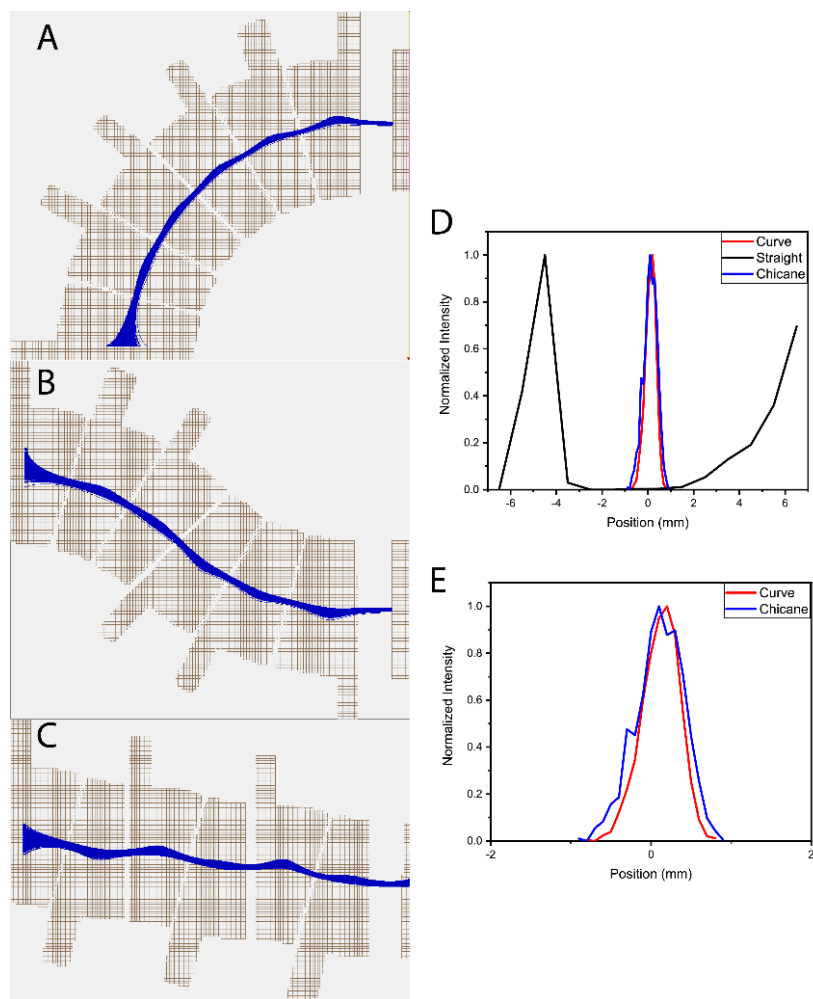 A
B
C
D
Curve
Straight
Chicane
1.0
0.8
0.6
0.4
0.2
0.0
Normalized Intensity
-6
-4
-2
0
2
4
6
Position (mm)
E
Curve
Chicane
1.0
0.8
0.6
0.4
0.2
0.0
Normalized Intensity
-2
0
2
Position (mm)